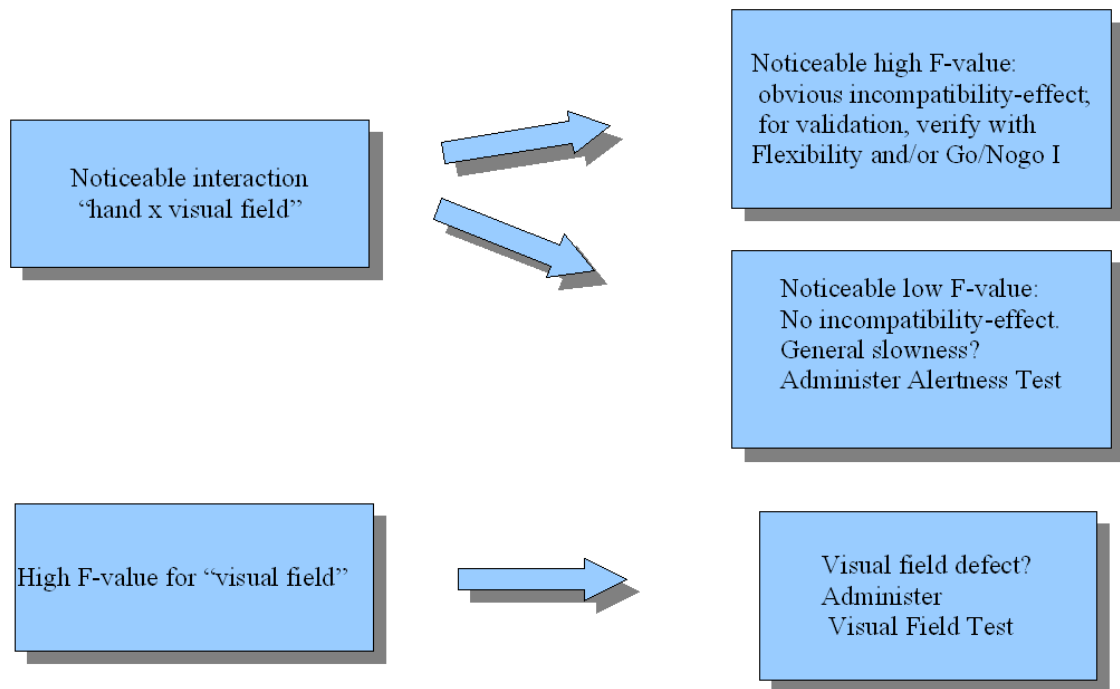 Noticeable interaction
“hand x visual field”
Noticeable high F-value:
obvious incompatibility-effect;
for validation, verify with
Flexibility and/or Go/Nogo I
Noticeable low F-value:
No incompatibility-effect.
General slowness?
Administer Alertness Test
High F-value for “visual field”
Visual field defect?
Administer
Visual Field Test